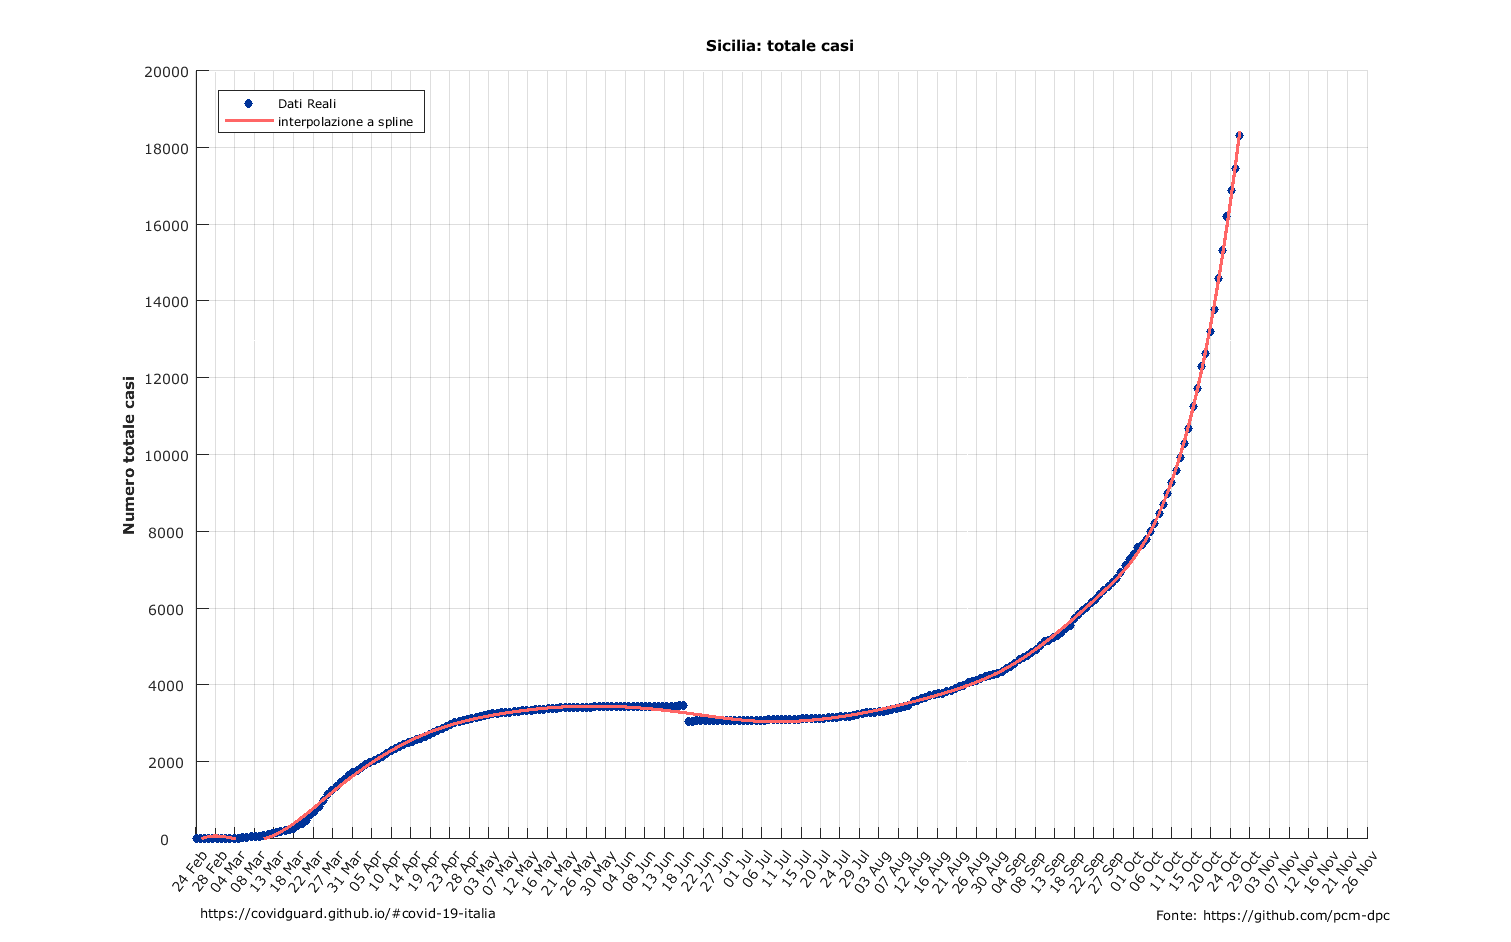 Sicilia: totale casi
20000
18000
16000
14000
12000
10000
8000
6000
4000
2000
0
Numero totale casi
Dati Reali
interpolazione a spline
24 Feb
28 Feb
04 Mar
08 Mar
13 Mar
18 Mar
22 Mar
27 Mar
31 Mar
05 Apr
10 Apr
14 Apr
19 Apr
23 Apr
28 Apr
03 May
07 May
12 May
16 May
21 May
26 May
30 May
04 Jun
08 Jun
13 Jun
18 Jun
22 Jun
27 Jun
01 Jul
06 Jul
11 Jul
15 Jul
20 Jul
24 Jul
29 Jul
03 Aug
07 Aug
12 Aug
16 Aug
21 Aug
26 Aug
30 Aug
04 Sep
08 Sep
13 Sep
18 Sep
22 Sep
27 Sep
01 Oct
06 Oct
11 Oct
15 Oct
20 Oct
24 Oct
29 Oct
03 Nov
07 Nov
12 Nov
16 Nov
21 Nov
26 Nov
https://covidguard.github.io/#covid-19-italia
Fonte: https://github.com/pcm-dpc